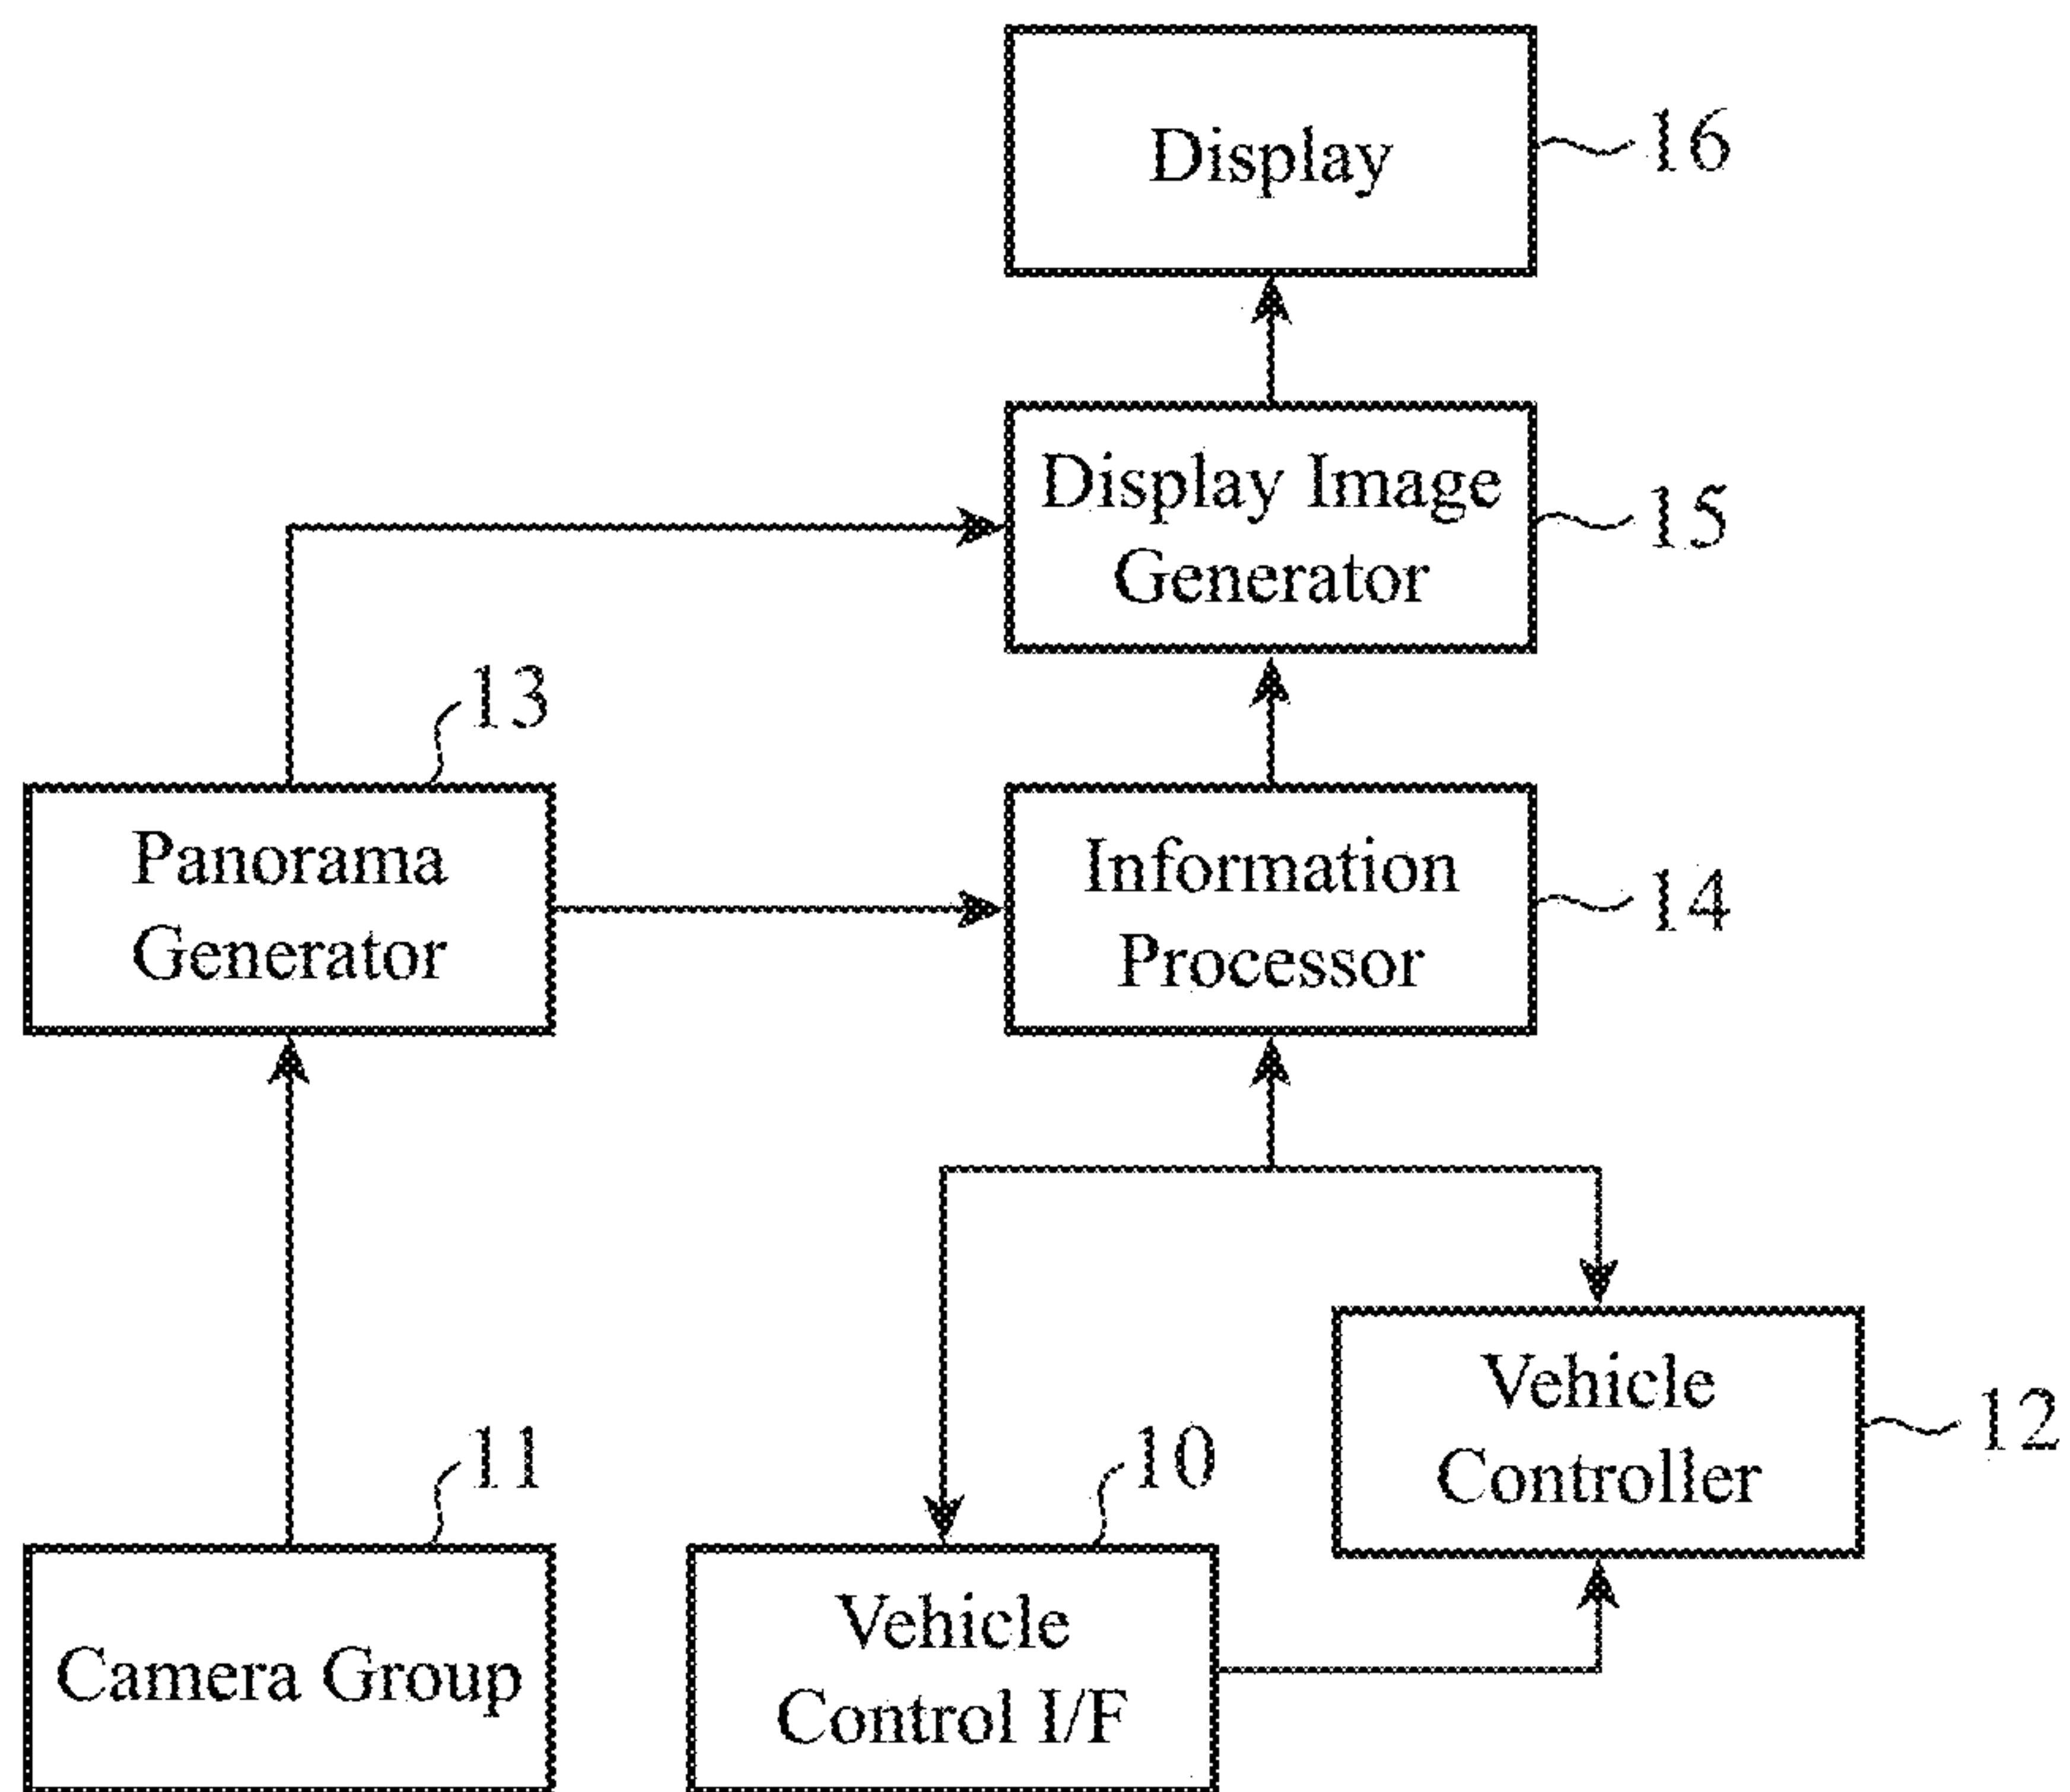 Display
16
Display Image
Generator
15
13
Panorama
Generator
Information
Processor
14
Vehicle
Controller
12
11
Camera Group
10
Vehicle
Control I/F